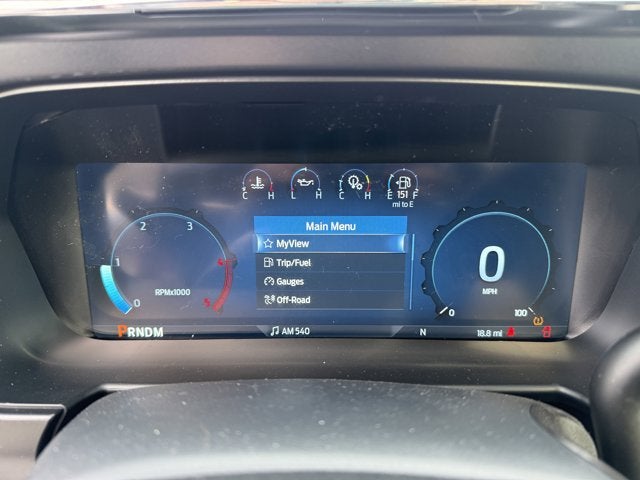 C H L H C H E 151 F
mi to E
Main Menu
MyView
Trip/Fuel
Gauges
Off-Road
0 1 2 3 4 5
RPMx1000
0
MPH
0 100
PRNDM
AM 540
N
18.8 mi